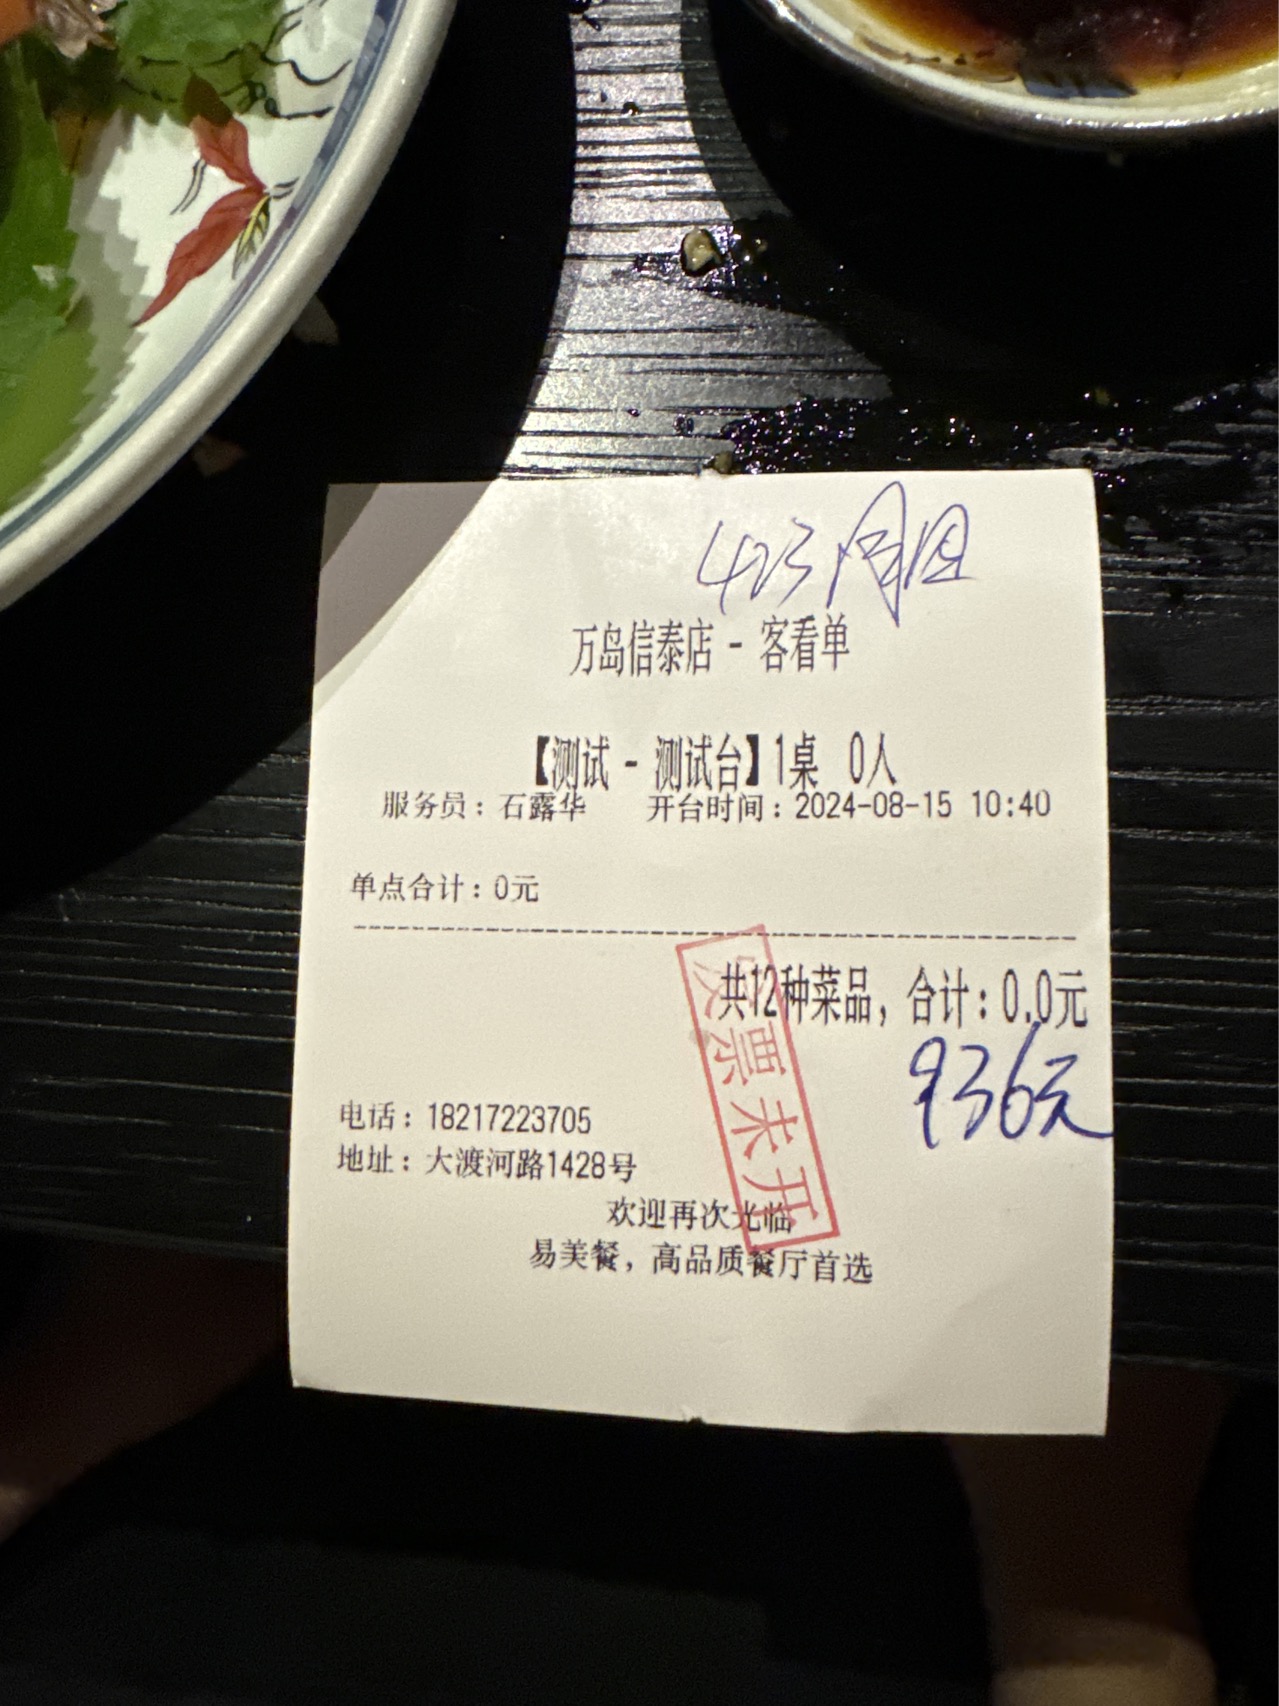 423
万岛信泰店 - 客看单
【测试 - 测试台】1桌 0人
服务员：石露华 开台时间：2024-08-15 10:40
单点合计：0元
共12种菜品，合计：0.0元
936元
发票未开
电话：18217223705
地址：大渡河路1428号
欢迎再次光临
易美餐，高品质餐厅首选